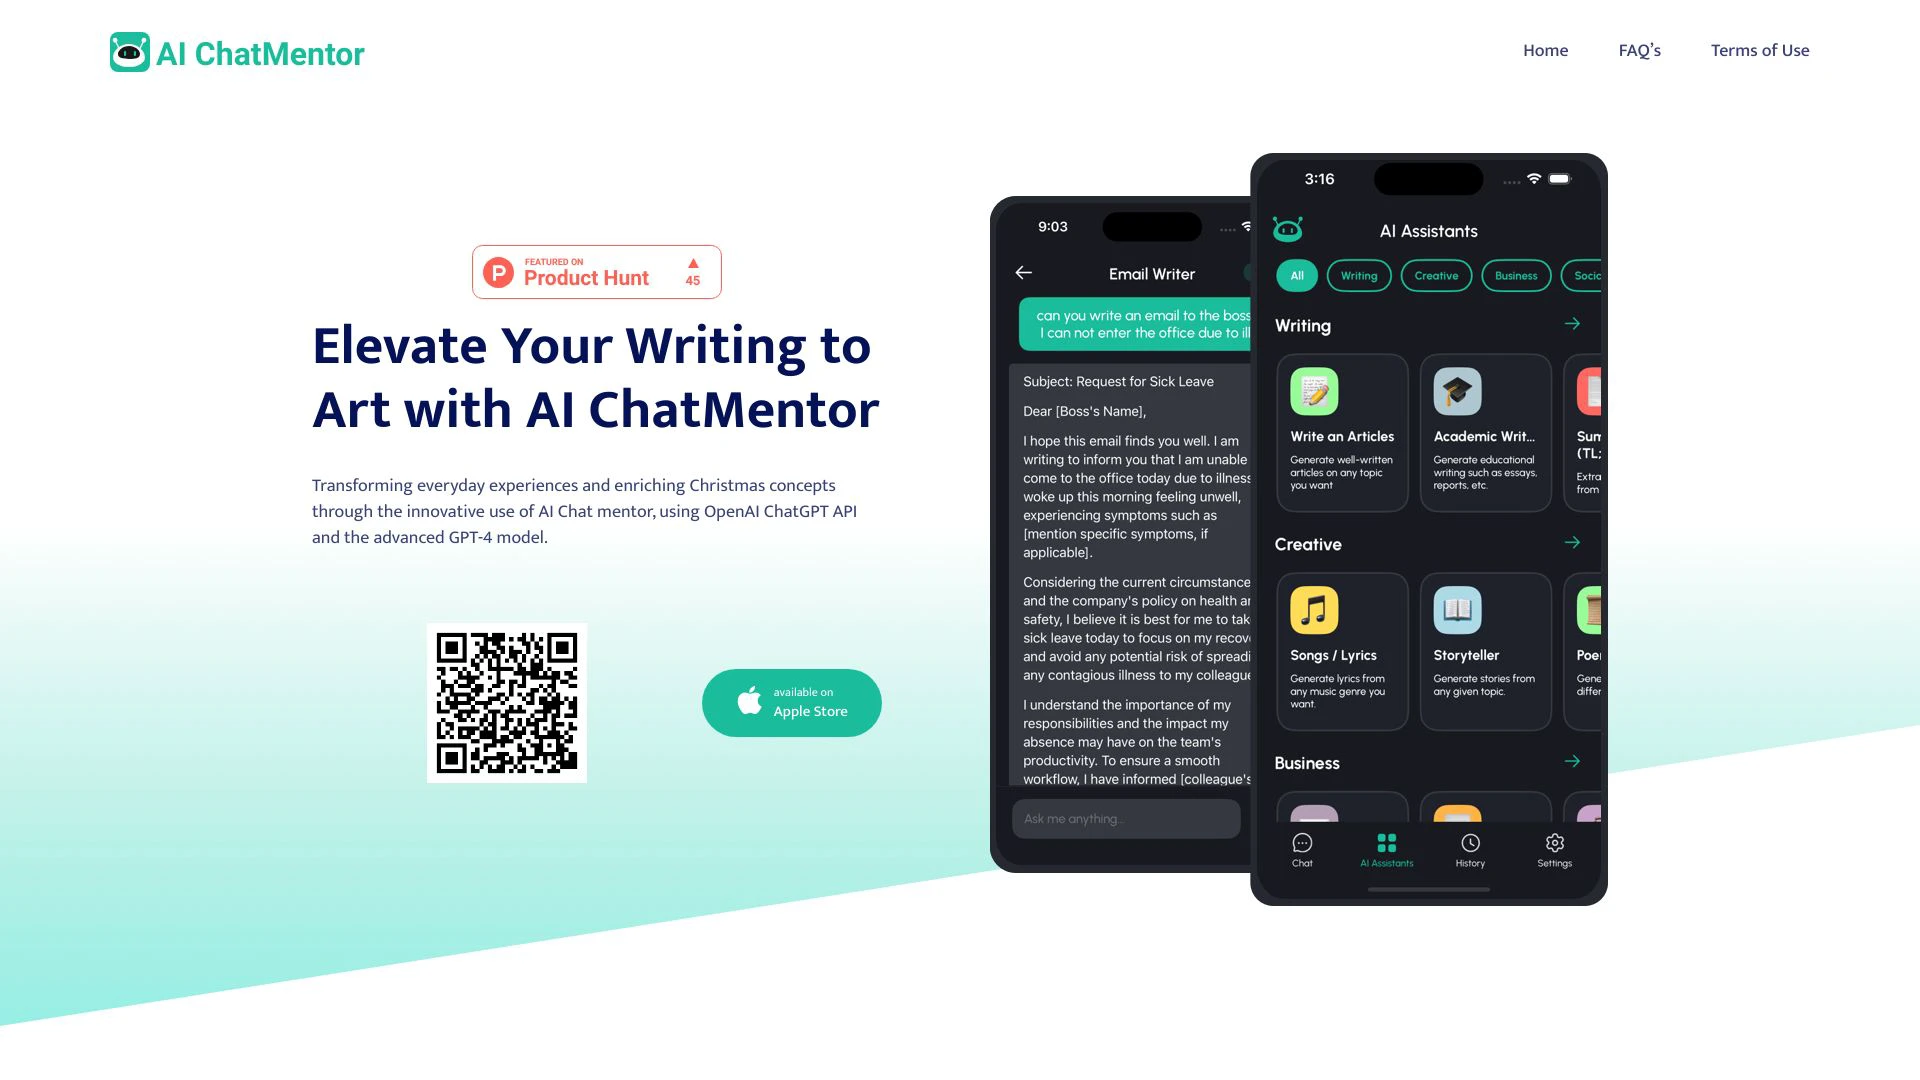 AI ChatMentor
Home
FAQ’s
Terms of Use
FEATURED ON
Product Hunt
45
Elevate Your Writing to
Art with AI ChatMentor
Transforming everyday experiences and enriching Christmas concepts
through the innovative use of AI Chat mentor, using OpenAI ChatGPT API
and the advanced GPT-4 model.
available on
Apple Store
9:03
Email Writer
can you write an email to the boss
I can not enter the office due to
Subject: Request for Sick Leave
Dear [Boss's Name],
I hope this email finds you well. I am
writing to inform you that I am unable
come to the office today due to illness
woke up this morning feeling unwell,
experiencing symptoms such as
[mention specific symptoms, if
applicable].
Considering the current circumstance
and the company's policy on health
safety, I believe it is best for me to
sick leave today to focus on my
and avoid any potential risk of
any contagious illness to my
I understand the importance of my
responsibilities and the impact my
absence may have on the team's
productivity. To ensure a smooth
workflow, I have informed [colleague's
Ask me anything...
3:16
AI Assistants
All
Writing
Creative
Business
Writing
Write an Articles
Generate well-written
articles on any topic
you want
Academic Writ...
Generate educational
writing such as essays,
reports, etc.
(TL;
from
Creative
Songs / Lyrics
Generate lyrics from
any music genre you
want.
Storyteller
Generate stories from
any given topic.
Business
Chat
AI Assistants
History
Settings